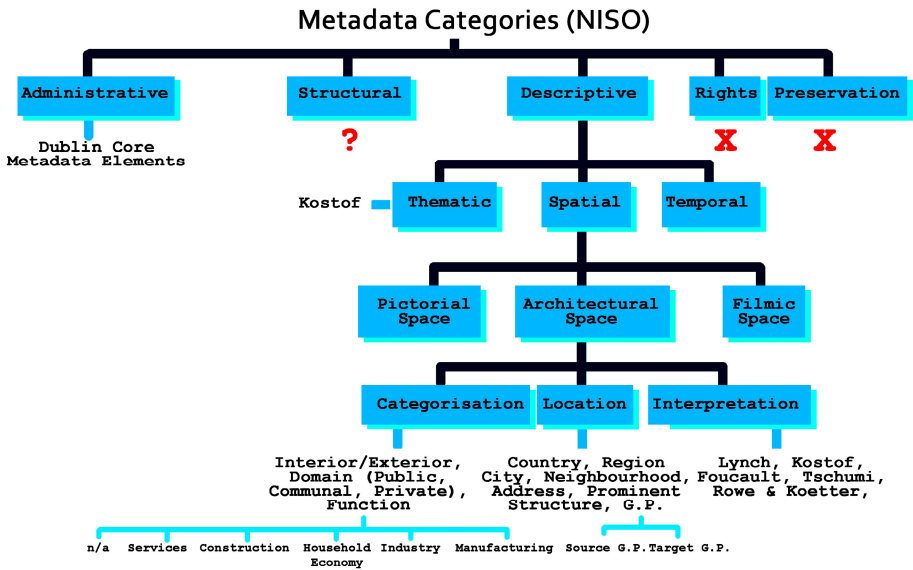 Metadata Categories (NISO)
Administrative
Structural
Descriptive
Rights
Preservation
Dublin Core
Metadata Elements
?
X
X
Kostof
Thematic
Spatial
Temporal
Pictorial
Space
Architectural
Space
Filmic
Space
Categorisation
Location
Interpretation
Interior/Exterior,
Domain (Public,
Communal, Private),
Function
Country, Region
City, Neighbourhood,
Address, Prominent
Structure, G.P.
Lynch, Kostof,
Foucault, Tschumi,
Rowe & Koetter,
n/a
Services
Construction
Household
Economy
Industry
Manufacturing
Source G.P.
Target G.P.